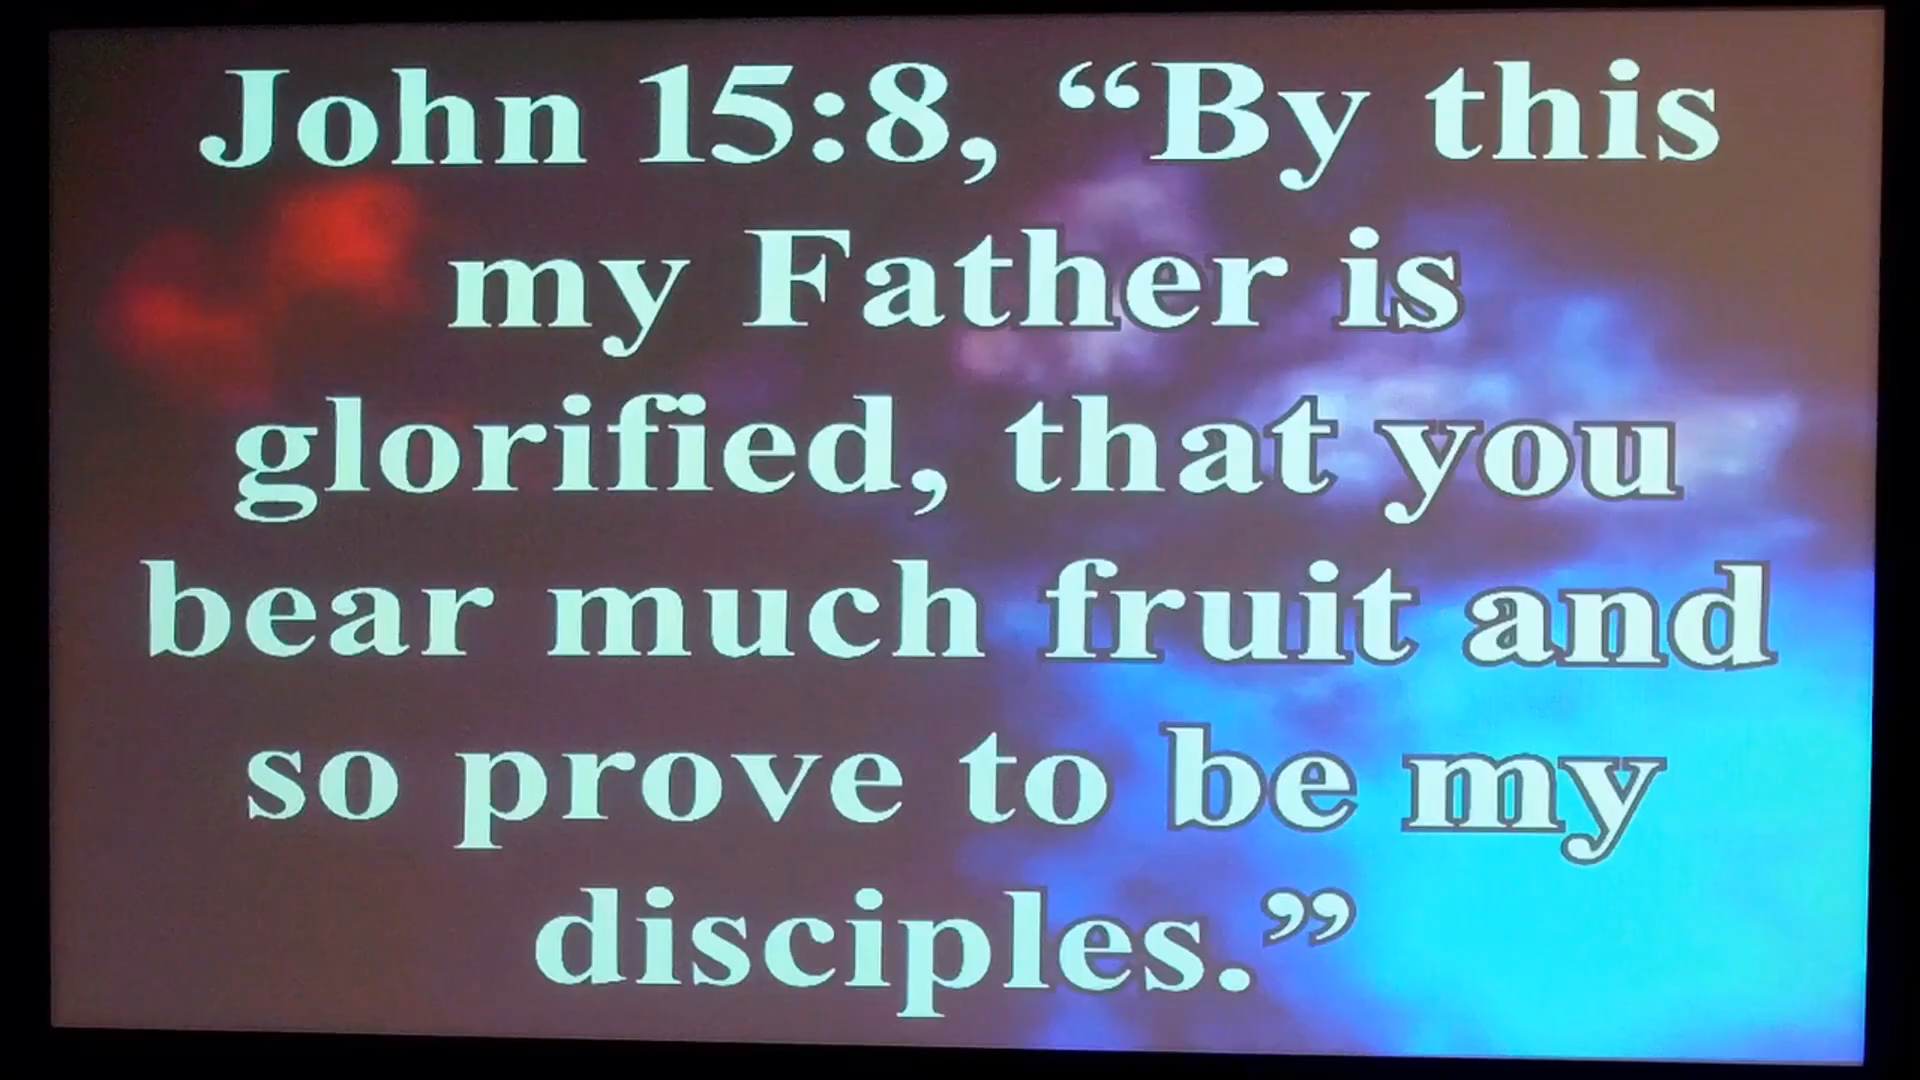 John 15:8, “By this
my Father is
glorified, that you
bear much fruit and
so prove to be my
disciples.”